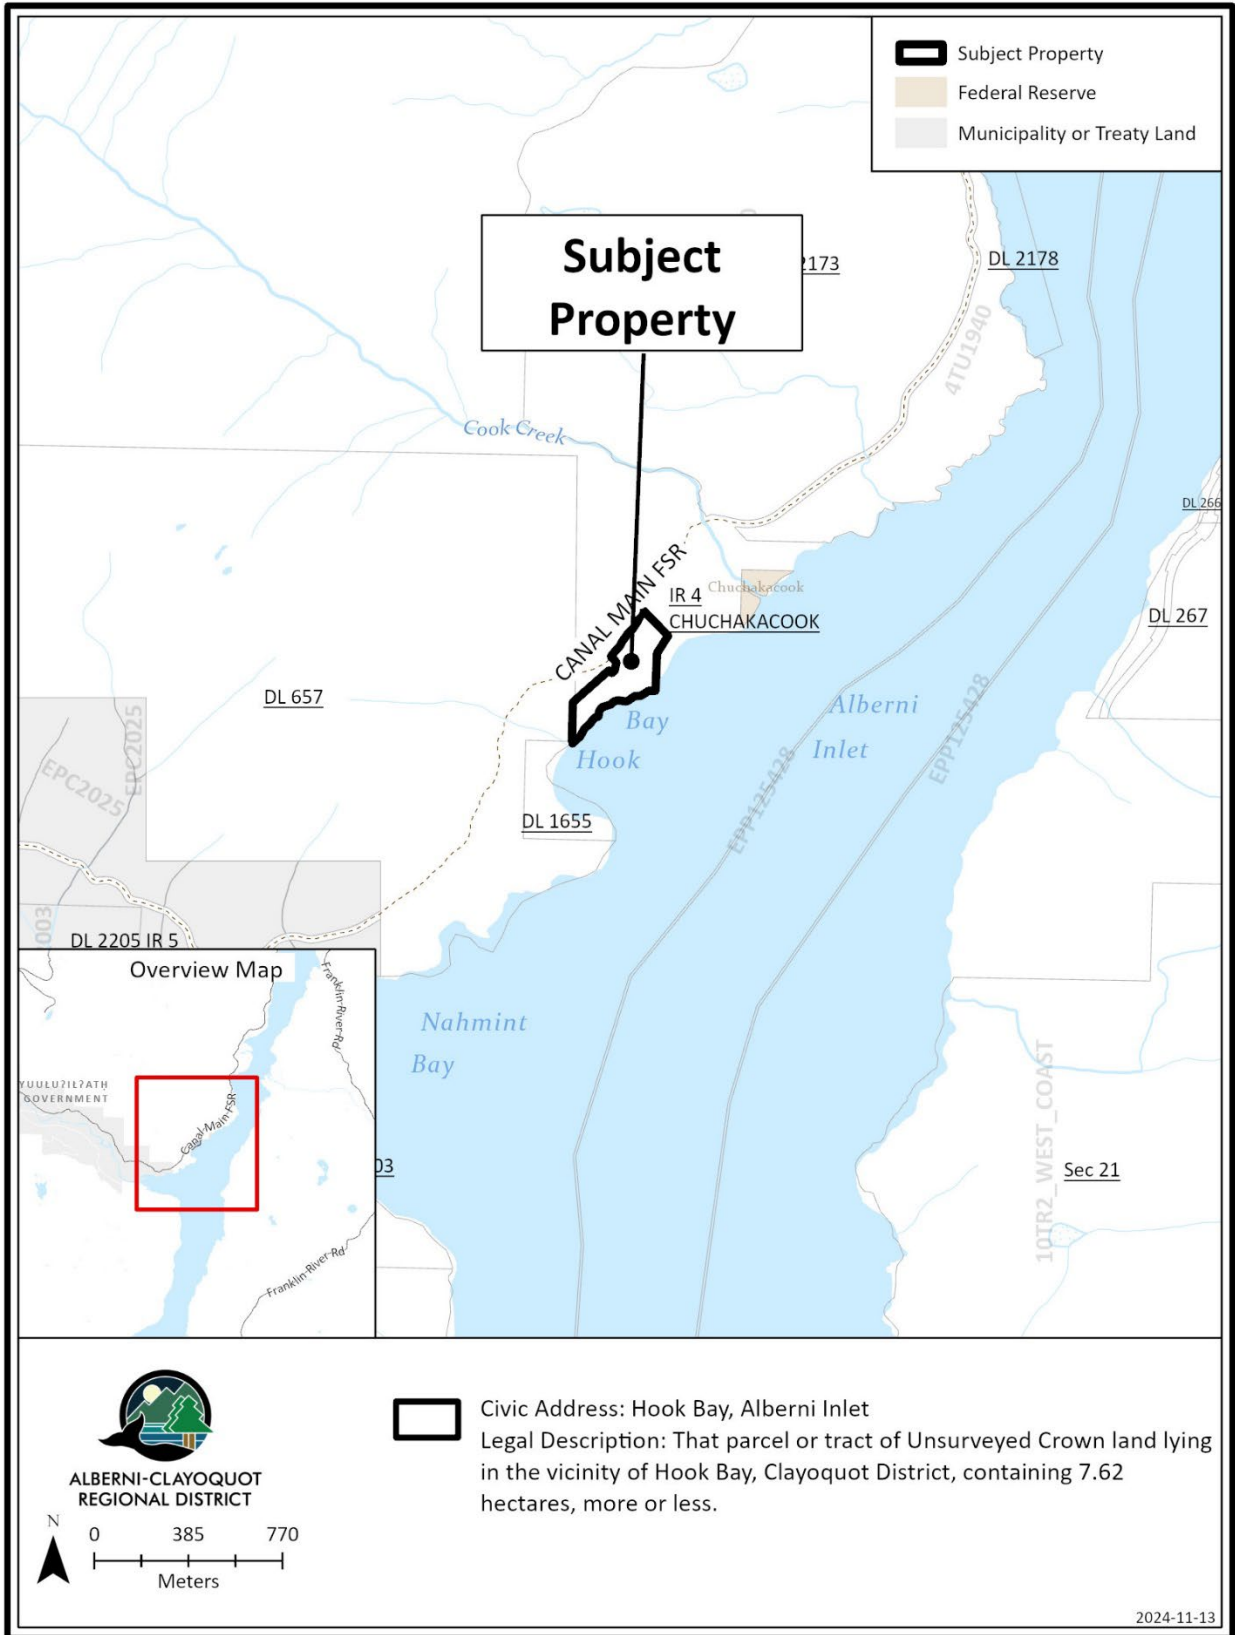 Subject Property
Federal Reserve
Municipality or Treaty Land
Subject
Property
2173
DL 2178
4TU1940
Cook Creek
DL 266
CANAL MAIN FSR
Chuchakacook
IR 4
CHUCHAKACOOK
DL 267
DL 657
Bay
Hook
Alberni
Inlet
EPP125428
EPP125428
EPC2025
EPC2025
DL 1655
003
DL 2205 IR 5
Overview Map
Franklin River Rd
YUUŁUʔIŁʔATḤ
GOVERNMENT
Canal Main FSR
Franklin River Rd
Nahmint
Bay
03
Sec 21
10TR2_WEST_COAST
ALBERNI-CLAYOQUOT
REGIONAL DISTRICT
N
0 385 770
Meters
Civic Address: Hook Bay, Alberni Inlet
Legal Description: That parcel or tract of Unsurveyed Crown land lying
in the vicinity of Hook Bay, Clayoquot District, containing 7.62
hectares, more or less.
2024-11-13